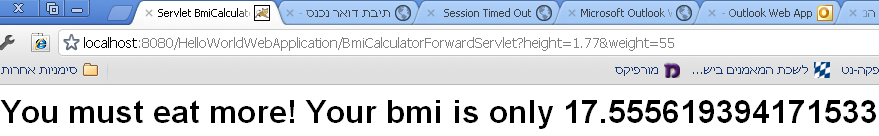 Servlet BmiCalculat
תיבת דואר נכנס -
Session Timed Out
Microsoft Outlook
Outlook Web App -
הנ
localhost:8080/HelloWorldWebApplication/BmiCalculatorForwardServlet?height=1.77&weight=55
סימניות אחרות
מורפיקס
לשכת המאמנים ביש...
פקה-נט
You must eat more! Your bmi is only 17.555619394171533